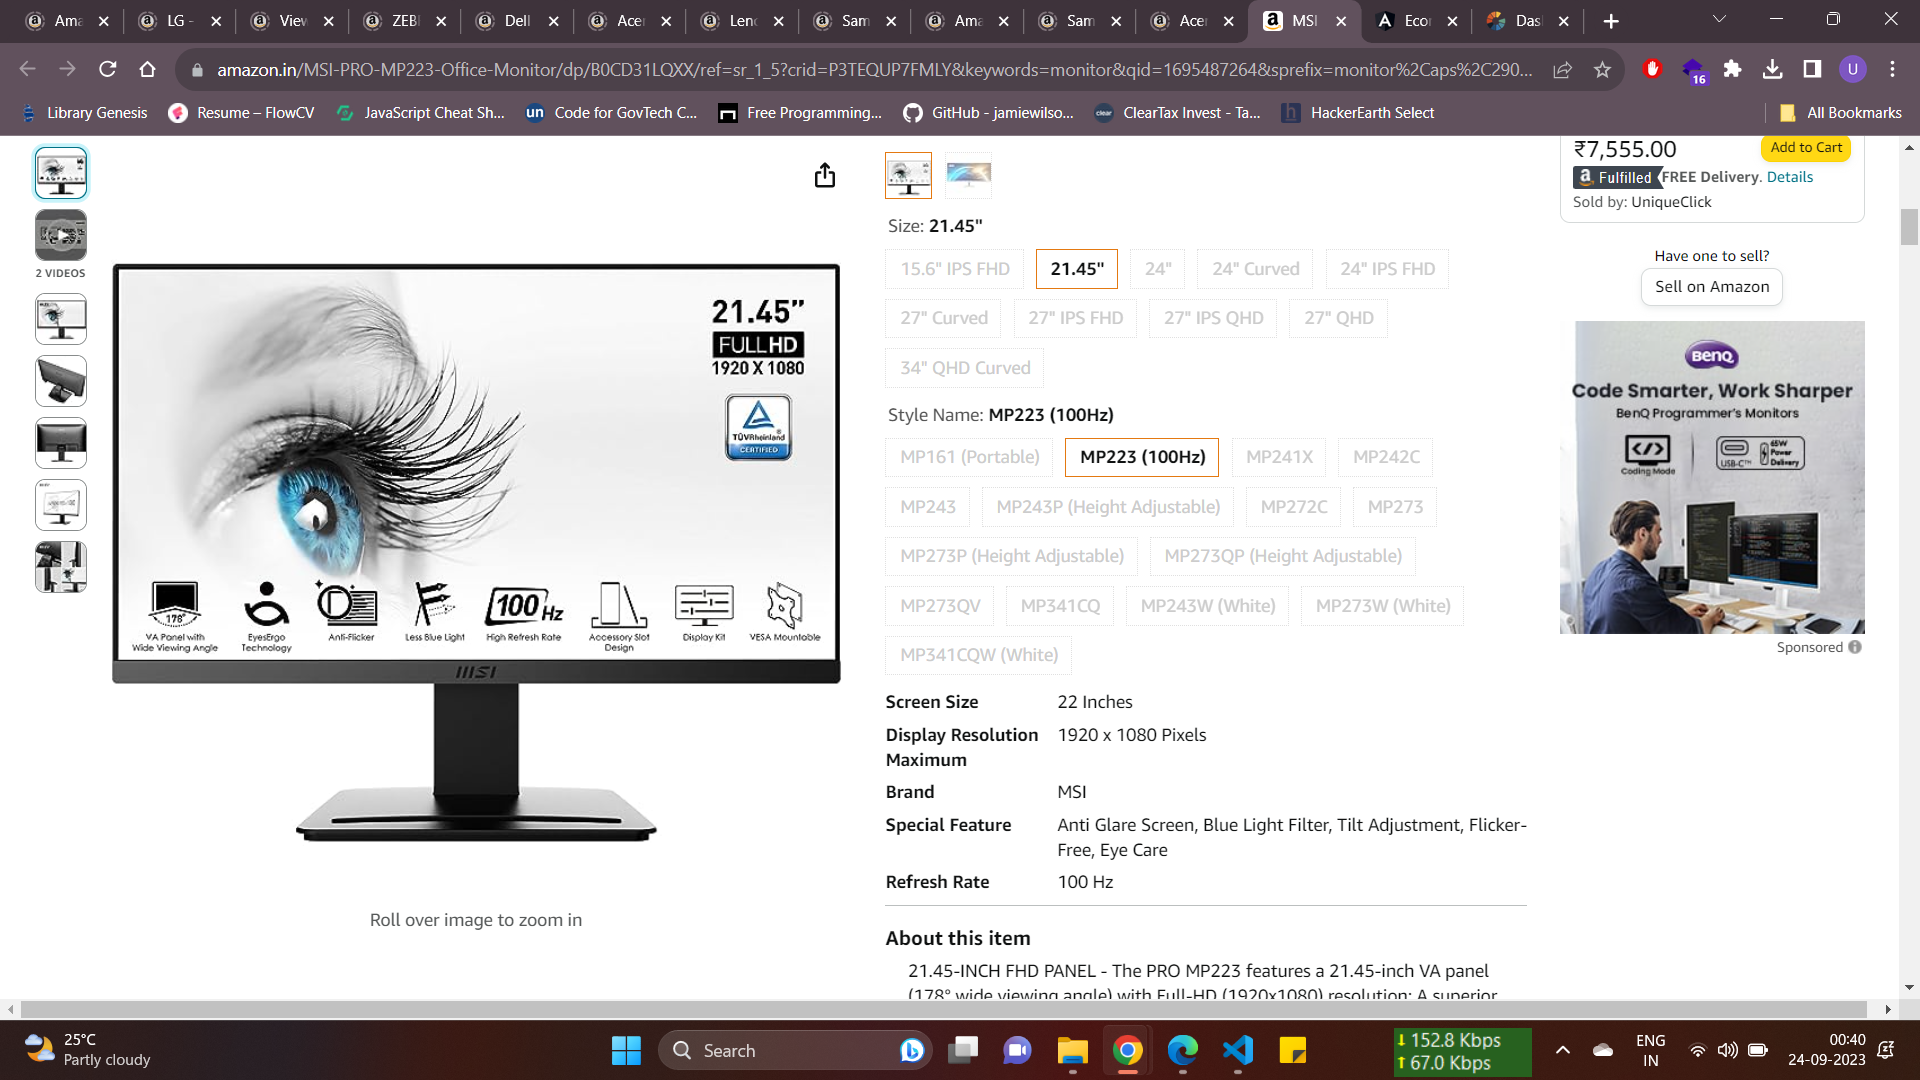 Ama
LG -
View
ZEBI
Dell
Acer
Leno
Sam
Ama
Sam
Acer
MSI
Econ
Das
amazon.in/MSI-PRO-MP223-Office-Monitor/dp/B0CD31LQXX/ref=sr_1_5?crid=P3TEQUP7FMLY&keywords=monitor&qid=1695487264&sprefix=monitor%2Caps%2C290...
16
U
Library Genesis
Resume – FlowCV
JavaScript Cheat Sh...
un Code for GovTech C...
Free Programming...
GitHub - jamiewilso...
clear ClearTax Invest - Ta...
h HackerEarth Select
All Bookmarks
2 VIDEOS
21.45”
FULL HD
1920 X 1080
TÜVRheinland
CERTIFIED
178°
VA Panel with
Wide Viewing Angle
EyesErgo
Technology
Anti-Flicker
Less Blue Light
100 Hz
High Refresh Rate
Accessory Slot
Design
Display Kit
VESA Mountable
msi
Roll over image to zoom in
Size: 21.45"
15.6" IPS FHD
21.45"
24"
24" Curved
24" IPS FHD
27" Curved
27" IPS FHD
27" IPS QHD
27" QHD
34" QHD Curved
Style Name: MP223 (100Hz)
MP161 (Portable)
MP223 (100Hz)
MP241X
MP242C
MP243
MP243P (Height Adjustable)
MP272C
MP273
MP273P (Height Adjustable)
MP273QP (Height Adjustable)
MP273QV
MP341CQ
MP243W (White)
MP273W (White)
MP341CQW (White)
Screen Size 22 Inches
Display Resolution 1920 x 1080 Pixels
Maximum
Brand MSI
Special Feature Anti Glare Screen, Blue Light Filter, Tilt Adjustment, Flicker-
Free, Eye Care
Refresh Rate 100 Hz
About this item
21.45-INCH FHD PANEL - The PRO MP223 features a 21.45-inch VA panel
(178° wide viewing angle) with Full-HD (1920x1080) resolution; A superior
₹7,555.00
Add to Cart
a Fulfilled FREE Delivery. Details
Sold by: UniqueClick
Have one to sell?
Sell on Amazon
BenQ
Code Smarter, Work Sharper
BenQ Programmer's Monitors
</>
Coding Mode
USB-C™
65W
Power
Delivery
Sponsored
25°C
Partly cloudy
Search
↓ 152.8 Kbps
↑ 67.0 Kbps
ENG
IN
00:40
24-09-2023